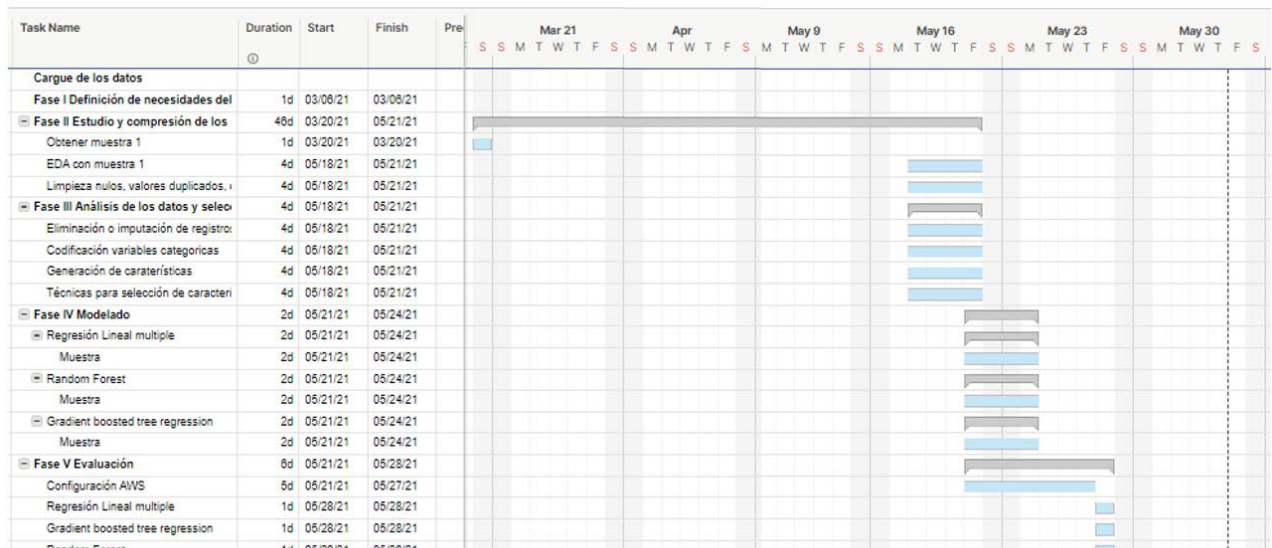 Task Name Duration Start Finish Pre Mar 21 Apr May 9 May 16 May 23 May 30
S S M T W T F S S M T W T F S M T W T F S S M T W T F S S M T W T F S S M T W T F S
Cargue de los datos
Fase I Definición de necesidades del 1d 03/06/21 03/06/21
Fase II Estudio y compresión de los 46d 03/20/21 05/21/21
Obtener muestra 1 1d 03/20/21 03/20/21
EDA con muestra 1 4d 05/18/21 05/21/21
Limpieza nulos, valores duplicados, 4d 05/18/21 05/21/21
Fase III Análisis de los datos y selec 4d 05/18/21 05/21/21
Eliminación o imputación de registro 4d 05/18/21 05/21/21
Codificación variables categoricas 4d 05/18/21 05/21/21
Generación de caraterísticas 4d 05/18/21 05/21/21
Técnicas para selección de caracteri 4d 05/18/21 05/21/21
Fase IV Modelado 2d 05/21/21 05/24/21
Regresión Lineal multiple 2d 05/21/21 05/24/21
Muestra 2d 05/21/21 05/24/21
Random Forest 2d 05/21/21 05/24/21
Muestra 2d 05/21/21 05/24/21
Gradient boosted tree regression 2d 05/21/21 05/24/21
Muestra 2d 05/21/21 05/24/21
Fase V Evaluación 6d 05/21/21 05/28/21
Configuración AWS 5d 05/21/21 05/27/21
Regresión Lineal multiple 1d 05/28/21 05/28/21
Gradient boosted tree regression 1d 05/28/21 05/28/21